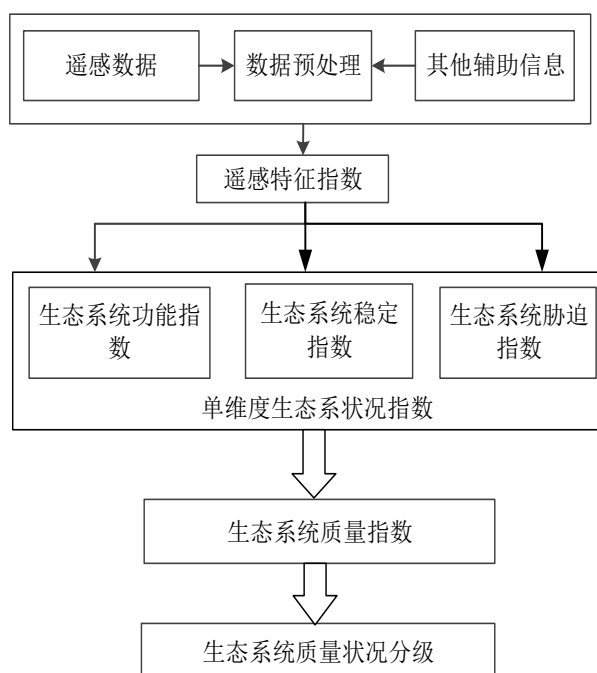 遥感数据
数据预处理
其他辅助信息
遥感特征指数
生态系统功能指
数
生态系统稳定
指数
生态系统胁迫
指数
单维度生态系状况指数
生态系统质量指数
生态系统质量状况分级